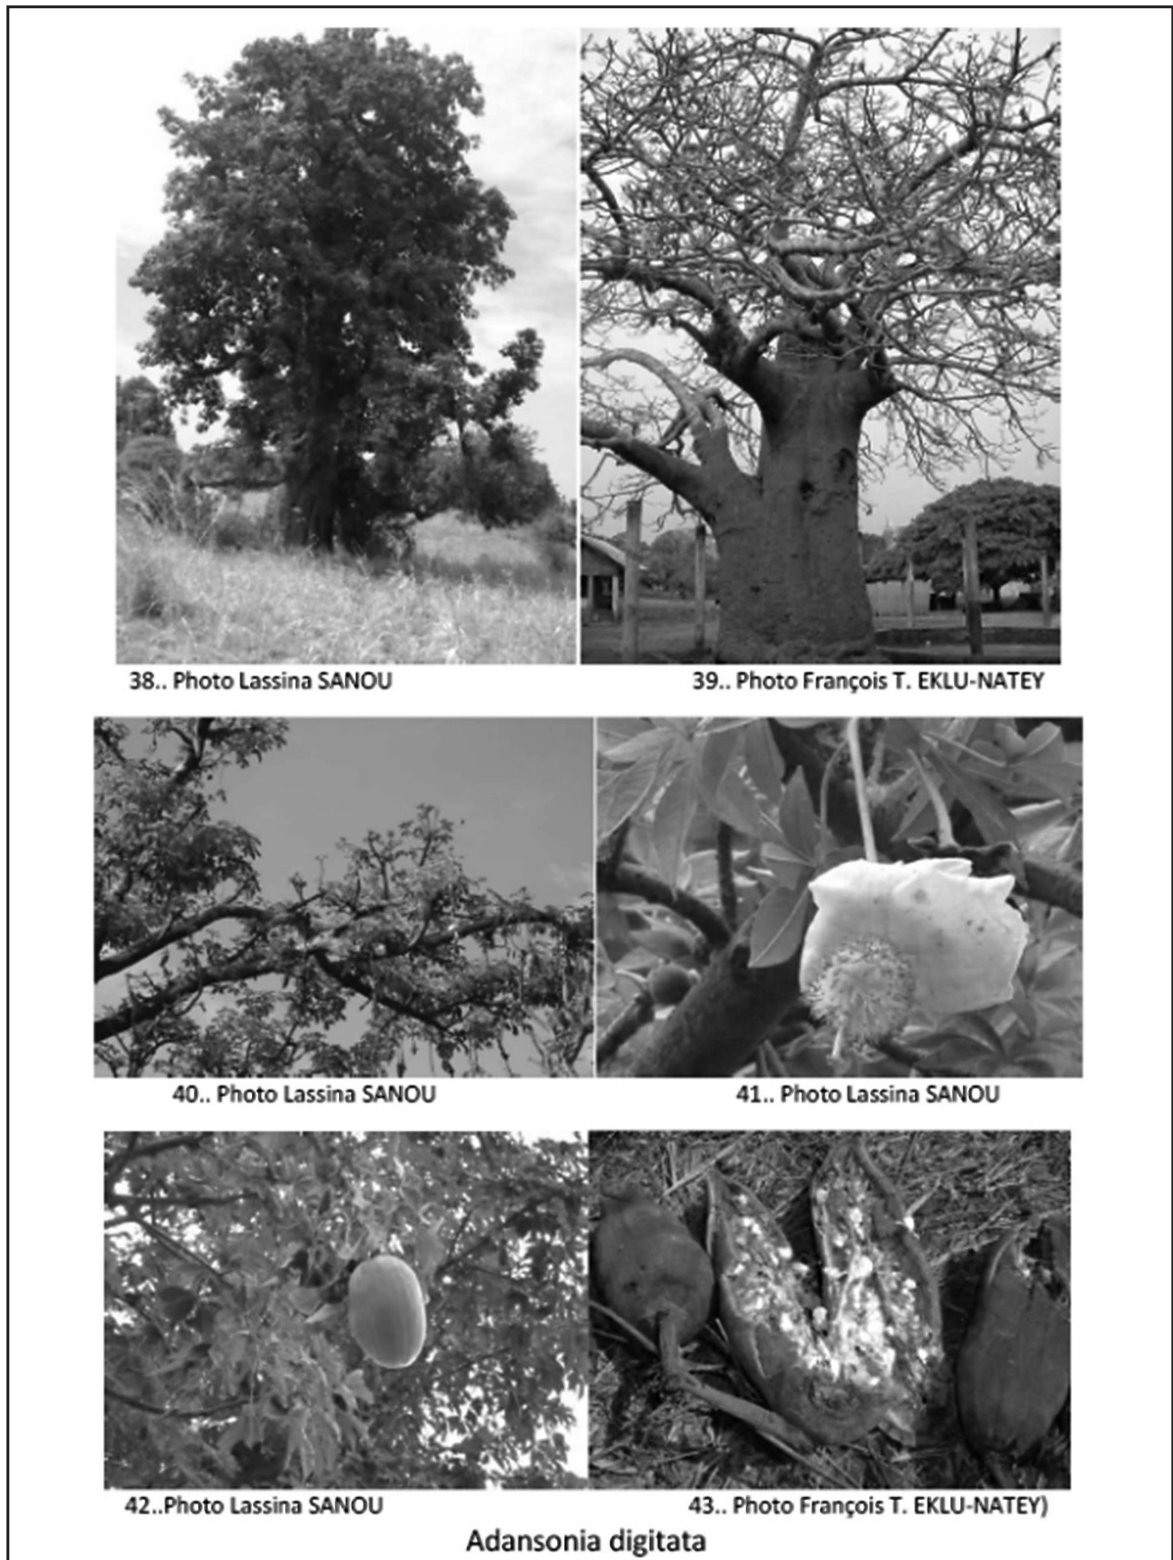 38.. Photo Lassina SANOU
39.. Photo François T. EKLU-NATEY
40.. Photo Lassina SANOU
41.. Photo Lassina SANOU
42..Photo Lassina SANOU
43.. Photo François T. EKLU-NATEY)
Adansonia digitata